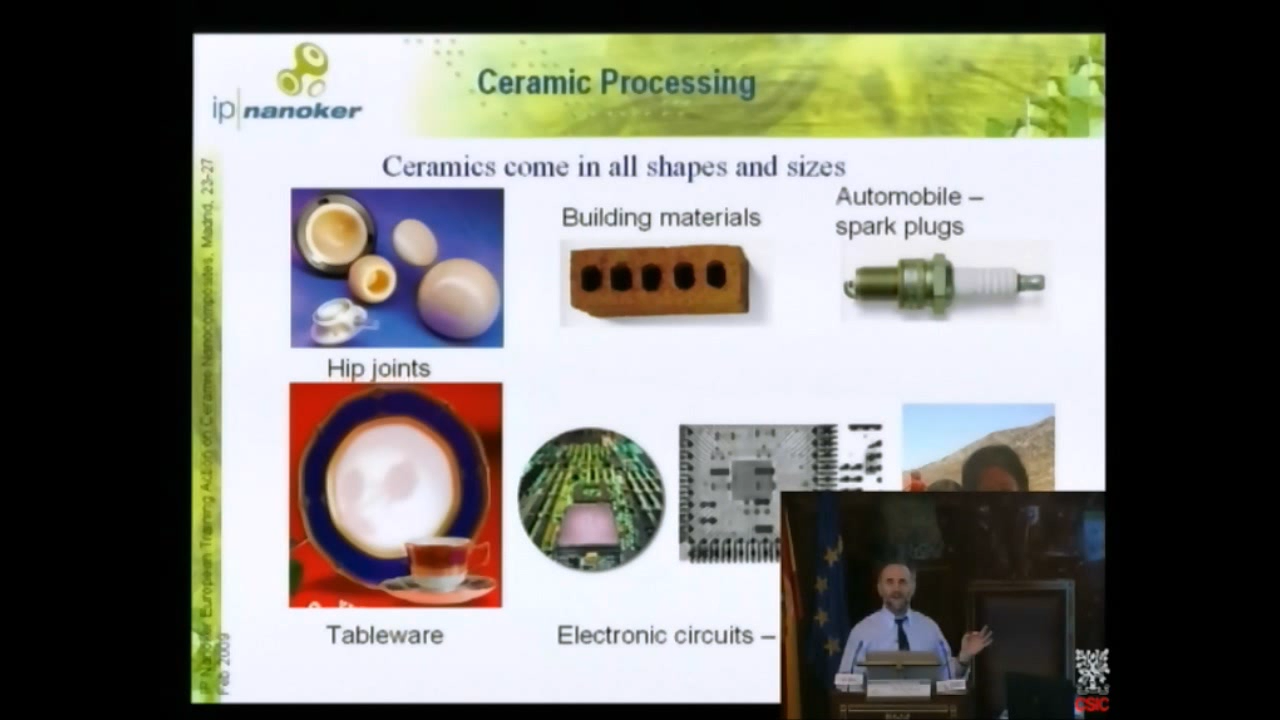 ip nanoker
Ceramic Processing
Ceramics come in all shapes and sizes
Building materials
Automobile –
spark plugs
Hip joints
Tableware
Electronic circuits –
IP Nanoker European Training Action on Ceramic Nanocomposites, Madrid, 23-27
Feb 2009
CSIC